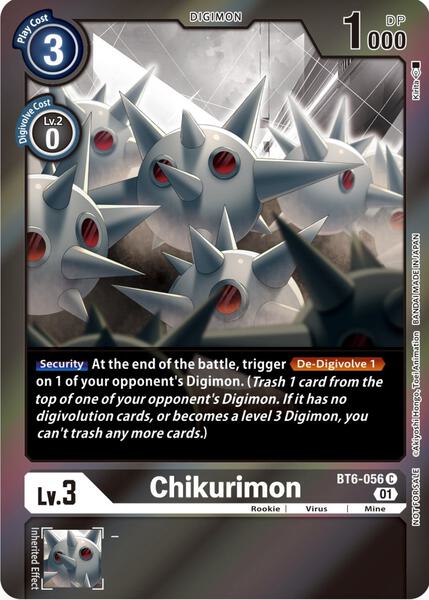 Play Cost
3
DIGIMON
DP
1000
Digivolve Cost
Lv.2
0
Kirita
Security At the end of the battle, trigger De-Digivolve 1
on 1 of your opponent's Digimon. (Trash 1 card from the
top of one of your opponent's Digimon. If it has no
digivolution cards, or becomes a level 3 Digimon, you
can't trash any more cards.)
©Akiyoshi Hongo, Toei Animation BANDAI MADE IN JAPAN
NOT FOR SALE
Lv.3
Chikurimon
BT6-056 C
01
Rookie | Virus | Mine
Inherited Effect
–